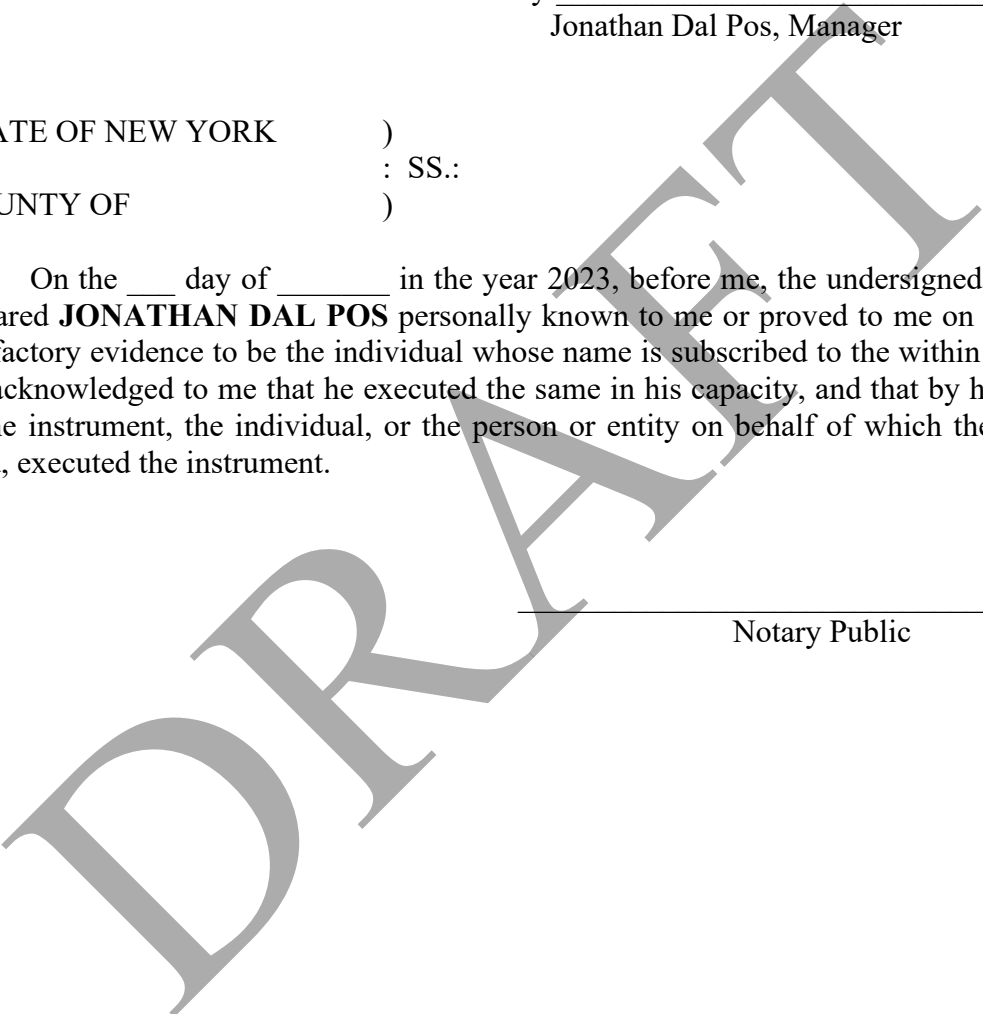 y ____________________________
Jonathan Dal Pos, Manager
ATE OF NEW YORK )
: SS.:
UNTY OF )
On the ___ day of _______ in the year 2023, before me, the undersigned
ared JONATHAN DAL POS personally known to me or proved to me on
factory evidence to be the individual whose name is subscribed to the within
acknowledged to me that he executed the same in his capacity, and that by h
e instrument, the individual, or the person or entity on behalf of which the
, executed the instrument.
_____________________________
Notary Public
DRAFT